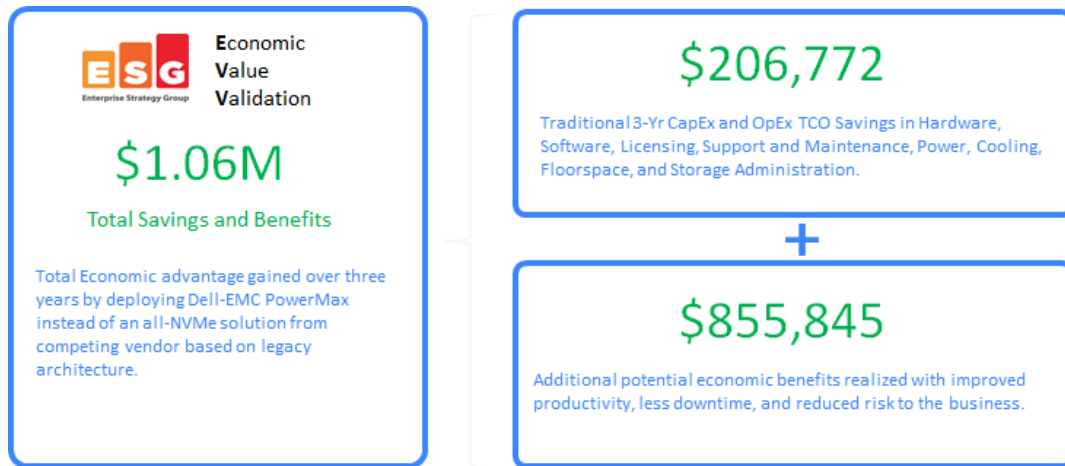 ESG
Enterprise Strategy Group
Economic
Value
Validation
$1.06M
Total Savings and Benefits
Total Economic advantage gained over three
years by deploying Dell-EMC PowerMax
instead of an all-NVMe solution from
competing vendor based on legacy
architecture.
$206,772
Traditional 3-Yr CapEx and OpEx TCO Savings in Hardware,
Software, Licensing, Support and Maintenance, Power, Cooling,
Floorspace, and Storage Administration.
+
$855,845
Additional potential economic benefits realized with improved
productivity, less downtime, and reduced risk to the business.